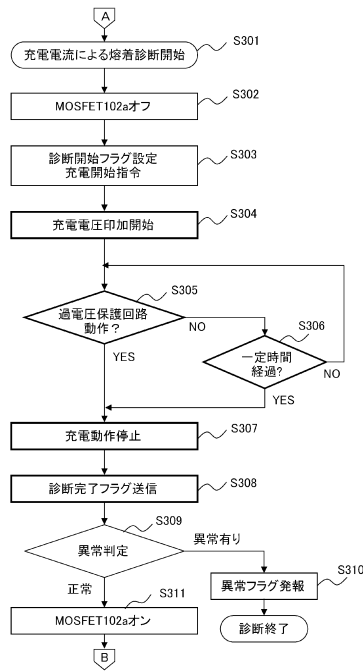 A
充電電流による熔着診断開始
S301
MOSFET102aオフ
S302
診断開始フラグ設定
充電開始指令
S303
充電電圧印加開始
S304
過電圧保護回路
動作？
S305
NO
YES
一定時間
経過?
S306
NO
YES
充電動作停止
S307
診断完了フラグ送信
S308
異常判定
S309
異常有り
正常
異常フラグ発報
S310
診断終了
MOSFET102aオン
S311
B